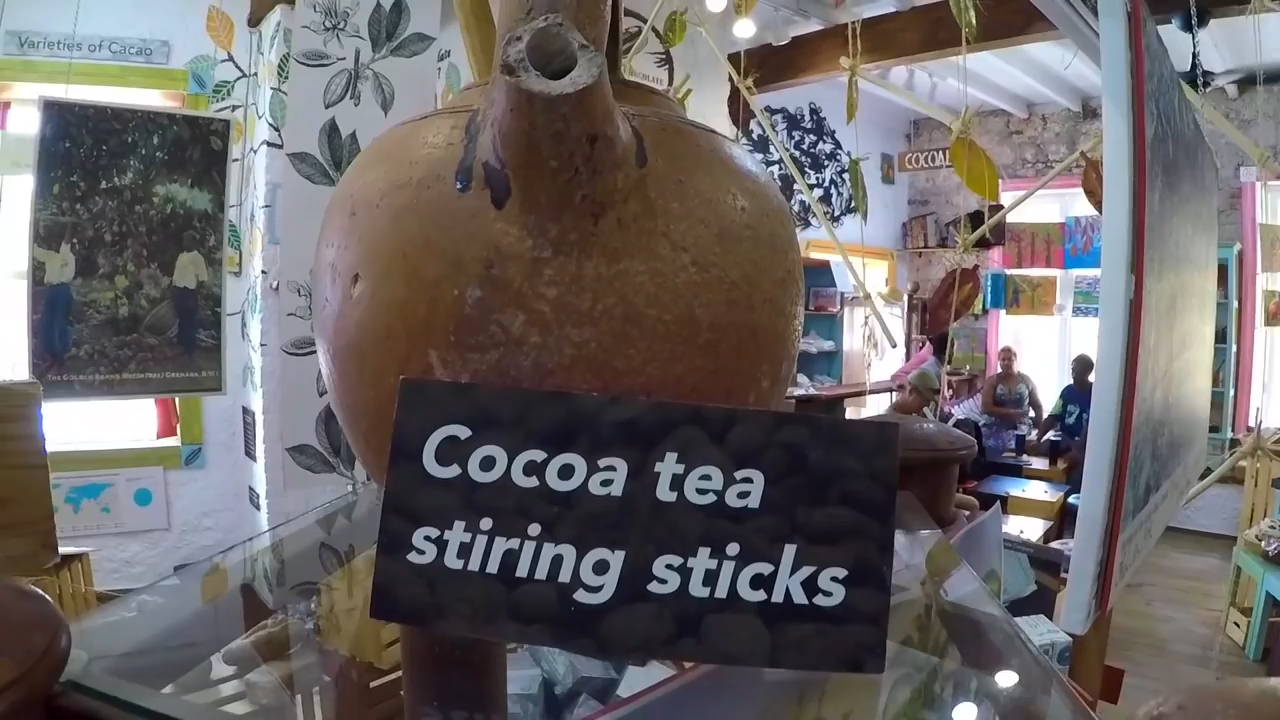 Varieties of Cacao
COCOA
Cocoa tea
stiring sticks